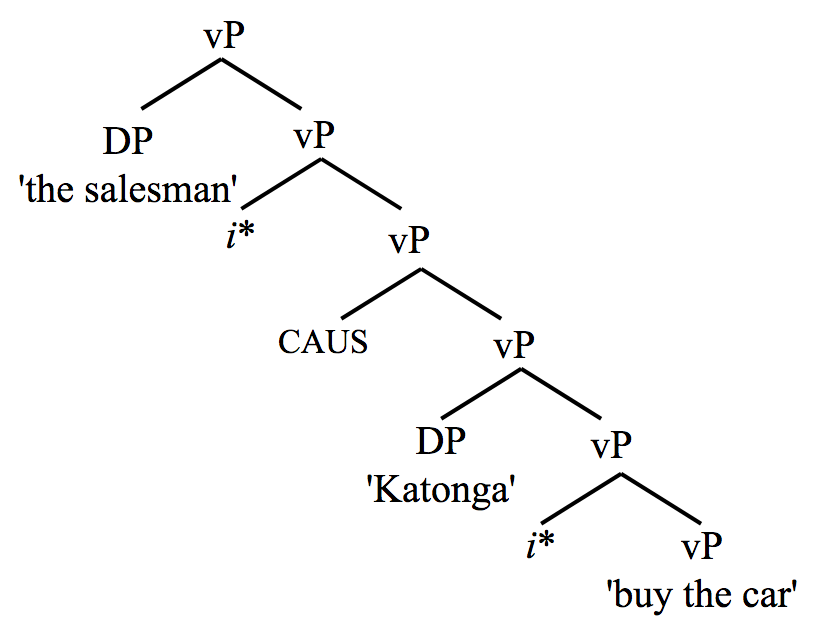 vP
DP
vP
'the salesman'
i*
vP
CAUS
vP
DP
vP
'Katonga'
i*
vP
'buy the car'